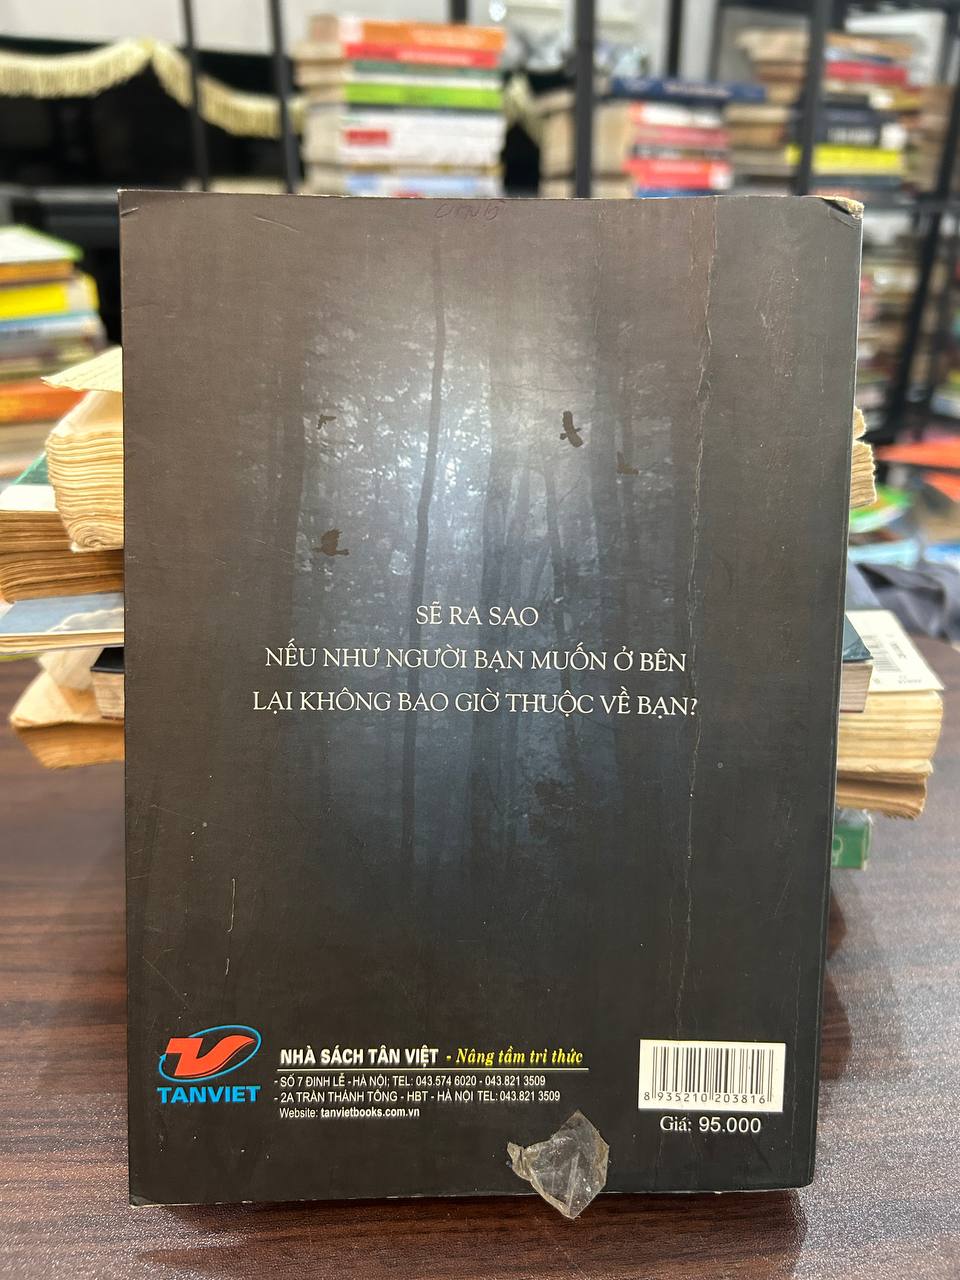 SẼ RA SAO
NẾU NHƯ NGƯỜI BẠN MUỐN Ở BÊN
LẠI KHÔNG BAO GIỜ THUỘC VỀ BẠN?
TANVIET
NHÀ SÁCH TÂN VIỆT - Nâng tầm tri thức
- SỐ 7 ĐINH LỄ - HÀ NỘI; TEL: 043.574 6020 - 043.821 3509
- 2A TRẦN THÁNH TÔNG - HBT - HÀ NỘI TEL: 043.821 3509
Website: tanvietbooks.com.vn
8 935210 203816
Giá: 95.000